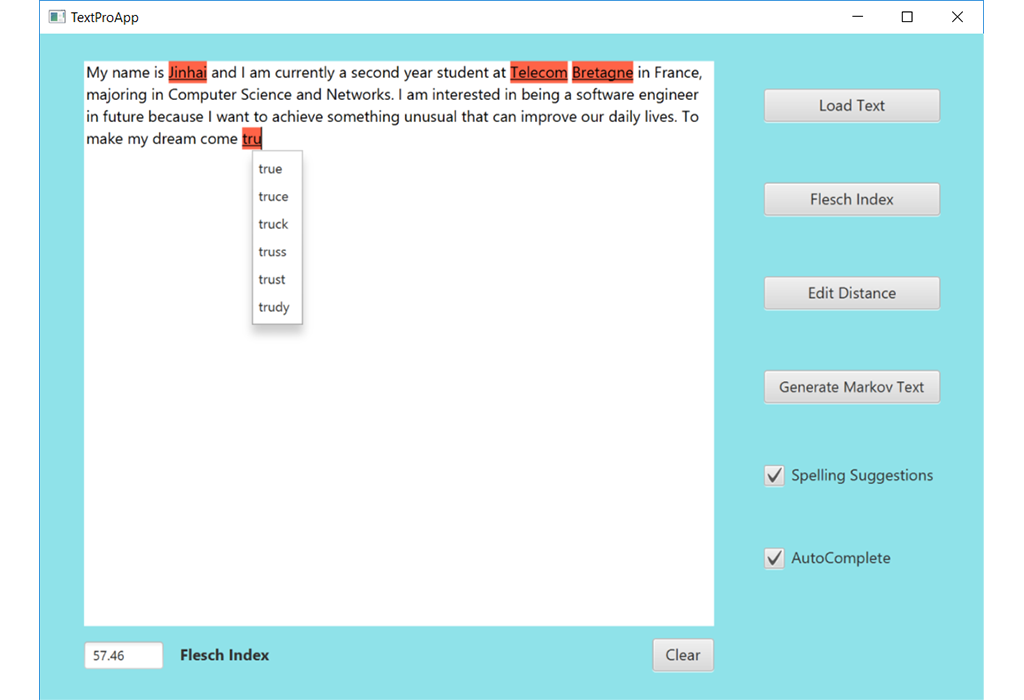 TextProApp
My name is Jinhai and I am currently a second year student at Telecom Bretagne in France,
majoring in Computer Science and Networks. I am interested in being a software engineer
in future because I want to achieve something unusual that can improve our daily lives. To
make my dream come tru
true
truce
truck
truss
trust
trudy
Load Text
Flesch Index
Edit Distance
Generate Markov Text
Spelling Suggestions
AutoComplete
57.46 Flesch Index
Clear